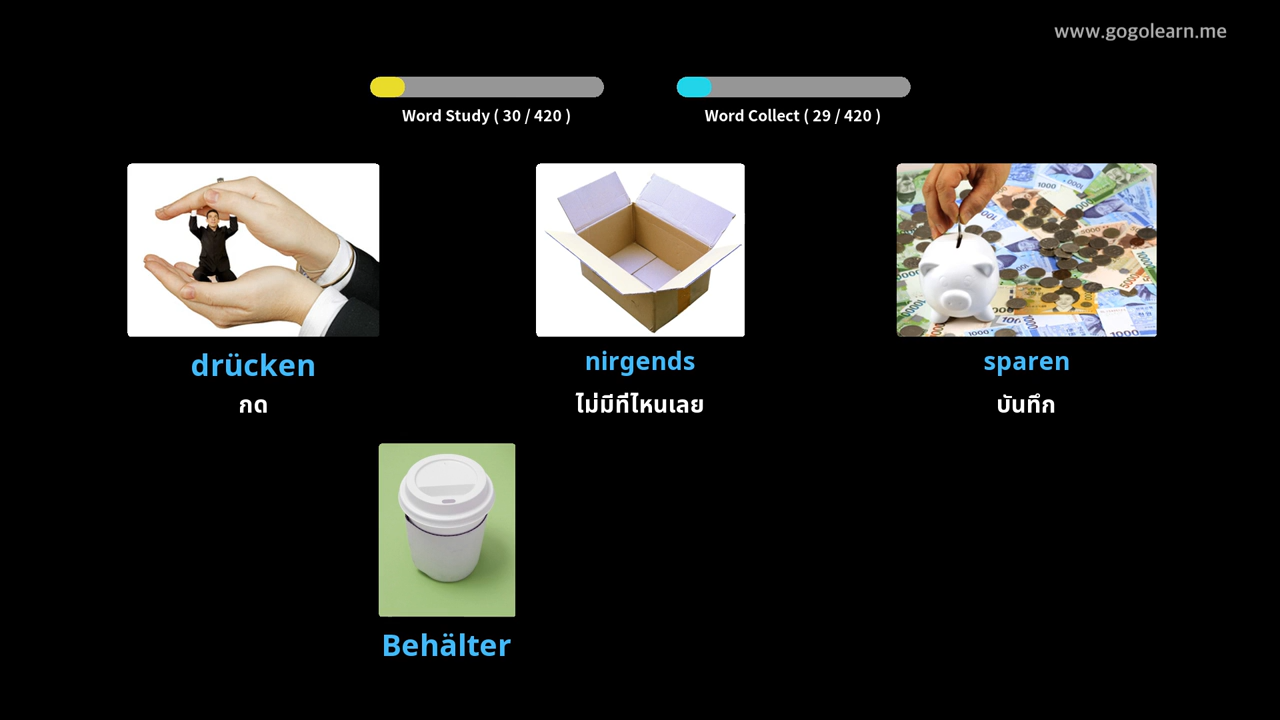 www.gogolearn.me
Word Study ( 30 / 420 )
Word Collect ( 29 / 420 )
drücken
nirgends
sparen
กด
ไม่มีที่ไหนเลย
บันทึก
Behälter